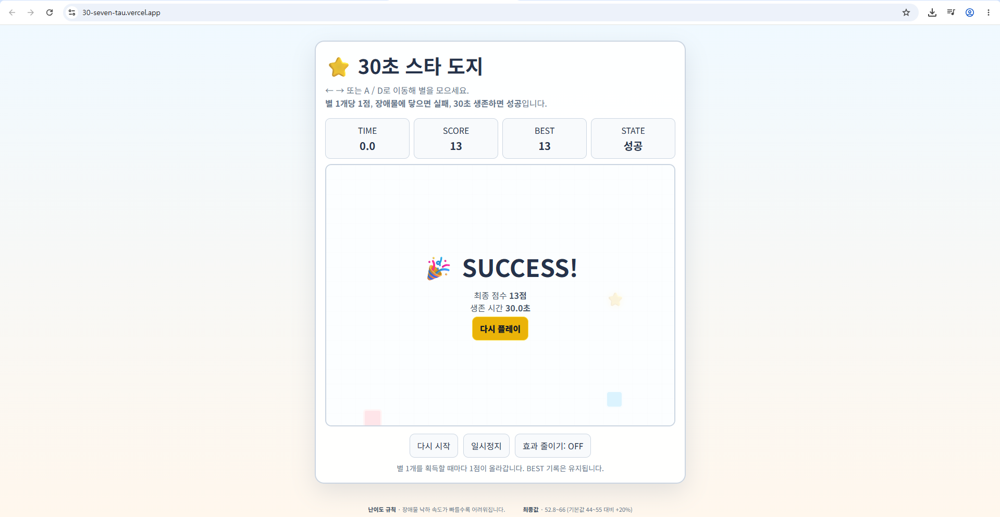 30-seven-tau.vercel.app
30초 스타 도지
← → 또는 A / D로 이동해 별을 모으세요.
별 1개당 1점, 장애물에 닿으면 실패, 30초 생존하면 성공입니다.
TIME SCORE BEST STATE
0.0 13 13 성공
SUCCESS!
최종 점수 13점
생존 시간 30.0초
다시 플레이
다시 시작 일시정지 효과 줄이기: OFF
별 1개를 획득할 때마다 1점이 올라갑니다. BEST 기록은 유지됩니다.
난이도 규칙 · 장애물 낙하 속도가 빠를수록 어려워집니다. 최종값 · 52.8~66 (기본값 44~55 대비 +20%)